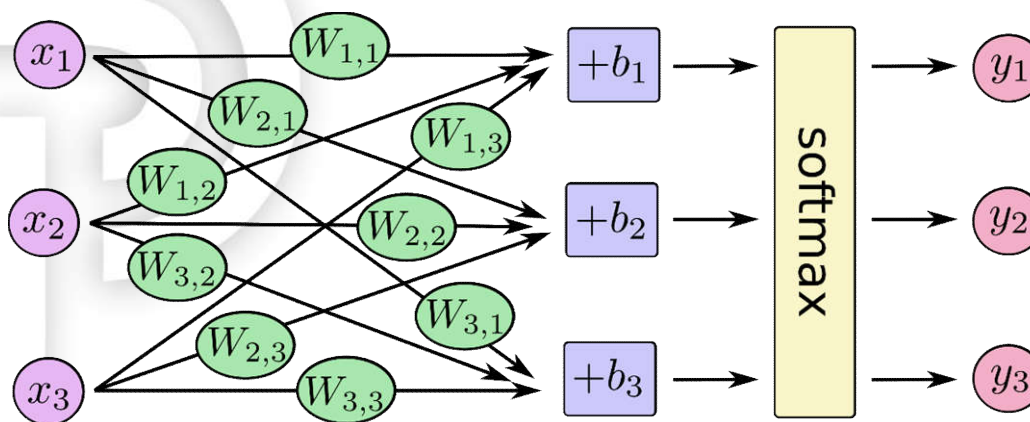 x₁ W₁,₁ +b₁ y₁
W₂,₁ W₁,₃
W₁,₂
x₂ W₂,₂ +b₂ y₂
softmax
W₃,₂
W₃,₁
W₂,₃
x₃ W₃,₃ +b₃ y₃